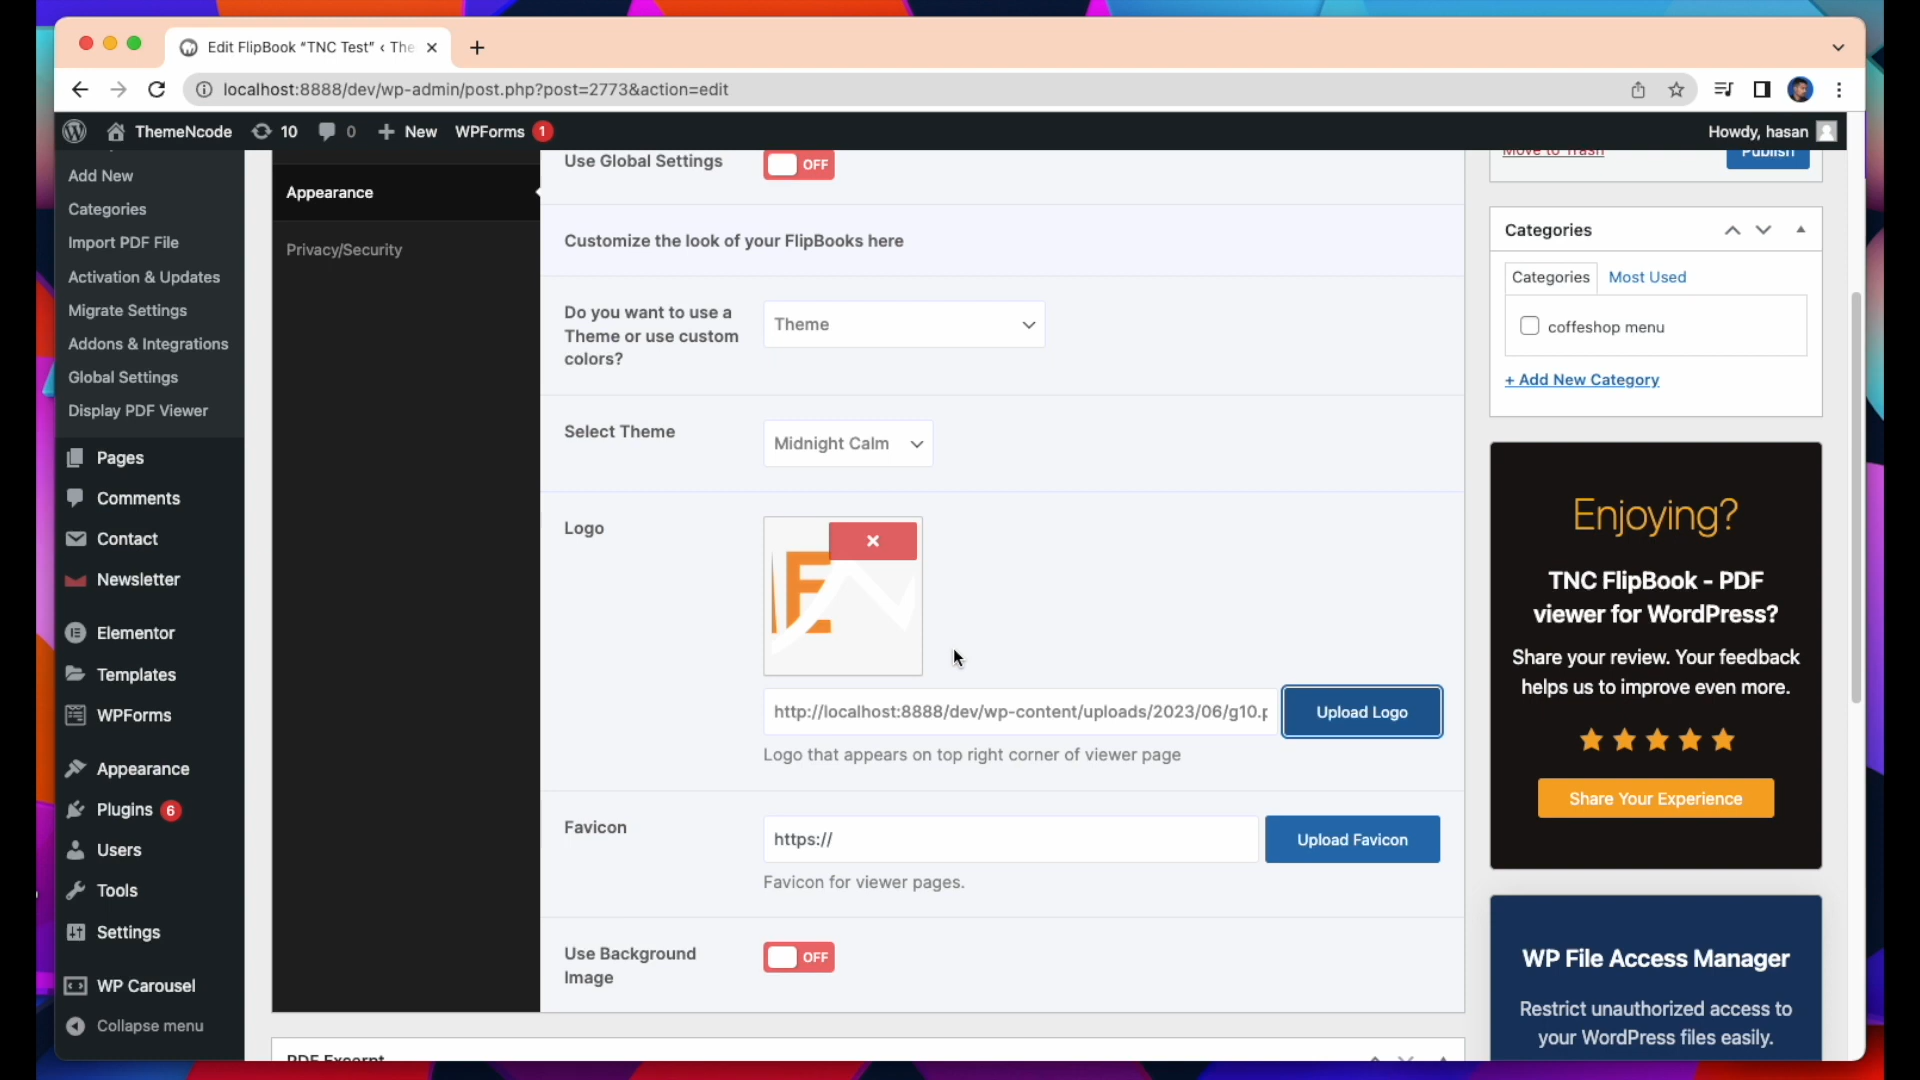 Edit FlipBook “TNC Test” ‹ The
localhost:8888/dev/wp-admin/post.php?post=2773&action=edit
ThemeNcode
10
0
New
WPForms
1
Howdy, hasan
Add New
Categories
Import PDF File
Activation & Updates
Migrate Settings
Addons & Integrations
Global Settings
Display PDF Viewer
Pages
Comments
Contact
Newsletter
Elementor
Templates
WPForms
Appearance
Plugins 6
Users
Tools
Settings
WP Carousel
Collapse menu
Appearance
Privacy/Security
Use Global Settings
OFF
Customize the look of your FlipBooks here
Do you want to use a
Theme or use custom
colors?
Theme
Select Theme
Midnight Calm
Logo
http://localhost:8888/dev/wp-content/uploads/2023/06/g10.p
Upload Logo
Logo that appears on top right corner of viewer page
Favicon
https://
Upload Favicon
Favicon for viewer pages.
Use Background
Image
OFF
PDF Excerpt
Move to Trash
Publish
Categories
Categories
Most Used
coffeshop menu
+ Add New Category
Enjoying?
TNC FlipBook - PDF
viewer for WordPress?
Share your review. Your feedback
helps us to improve even more.
Share Your Experience
WP File Access Manager
Restrict unauthorized access to
your WordPress files easily.